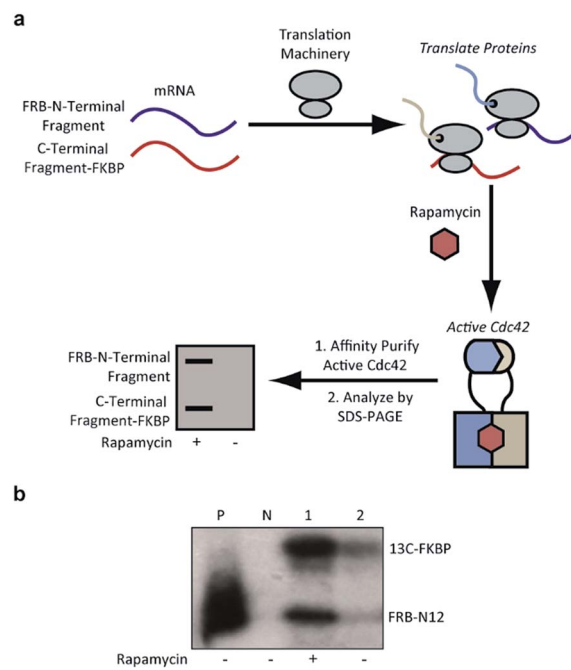 a
Translation
Machinery
Translate Proteins
mRNA
FRB-N-Terminal
Fragment
C-Terminal
Fragment-FKBP
Rapamycin
Active Cdc42
1. Affinity Purify
Active Cdc42
2. Analyze by
SDS-PAGE
FRB-N-Terminal
Fragment
C-Terminal
Fragment-FKBP
Rapamycin + -
b
P N 1 2
13C-FKBP
FRB-N12
Rapamycin - - + -